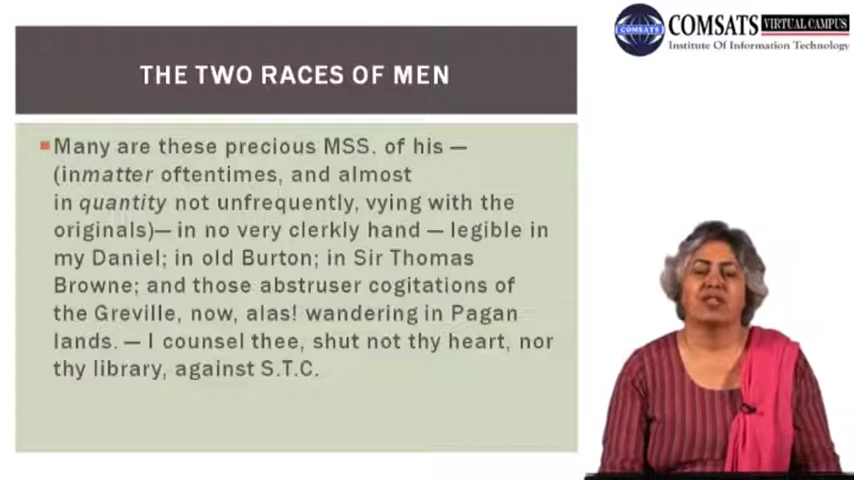 COMSATS VIRTUAL CAMPUS
COMSATS
Institute Of Information Technology
THE TWO RACES OF MEN
Many are these precious MSS. of his —
(inmatter oftentimes, and almost
in quantity not unfrequently, vying with the
originals)— in no very clerkly hand — legible in
my Daniel; in old Burton; in Sir Thomas
Browne; and those abstruser cogitations of
the Greville, now, alas! wandering in Pagan
lands. — I counsel thee, shut not thy heart, nor
thy library, against S.T.C.